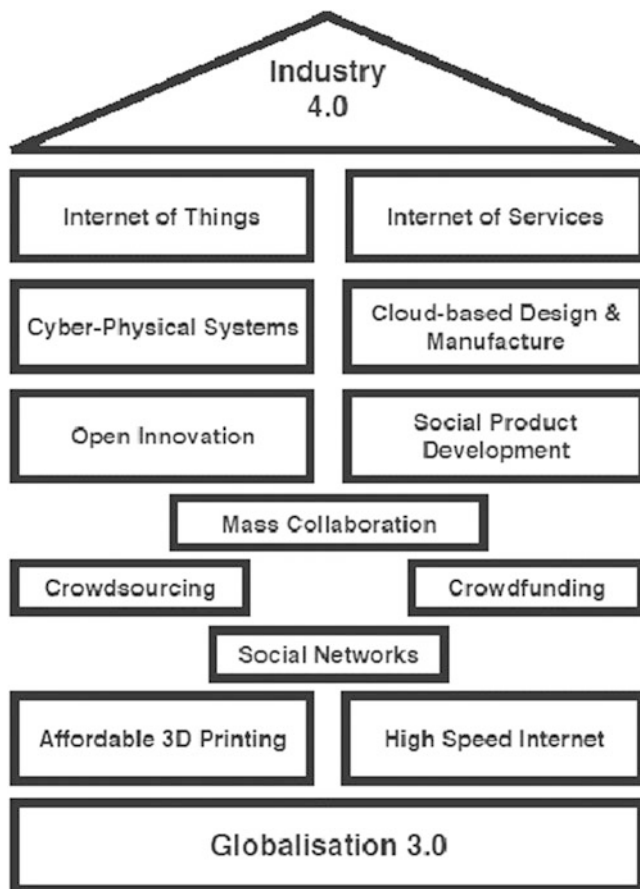 Industry
4.0
Internet of Things
Internet of Services
Cyber-Physical Systems
Cloud-based Design &
Manufacture
Open Innovation
Social Product
Development
Mass Collaboration
Crowdsourcing
Crowdfunding
Social Networks
Affordable 3D Printing
High Speed Internet
Globalisation 3.0